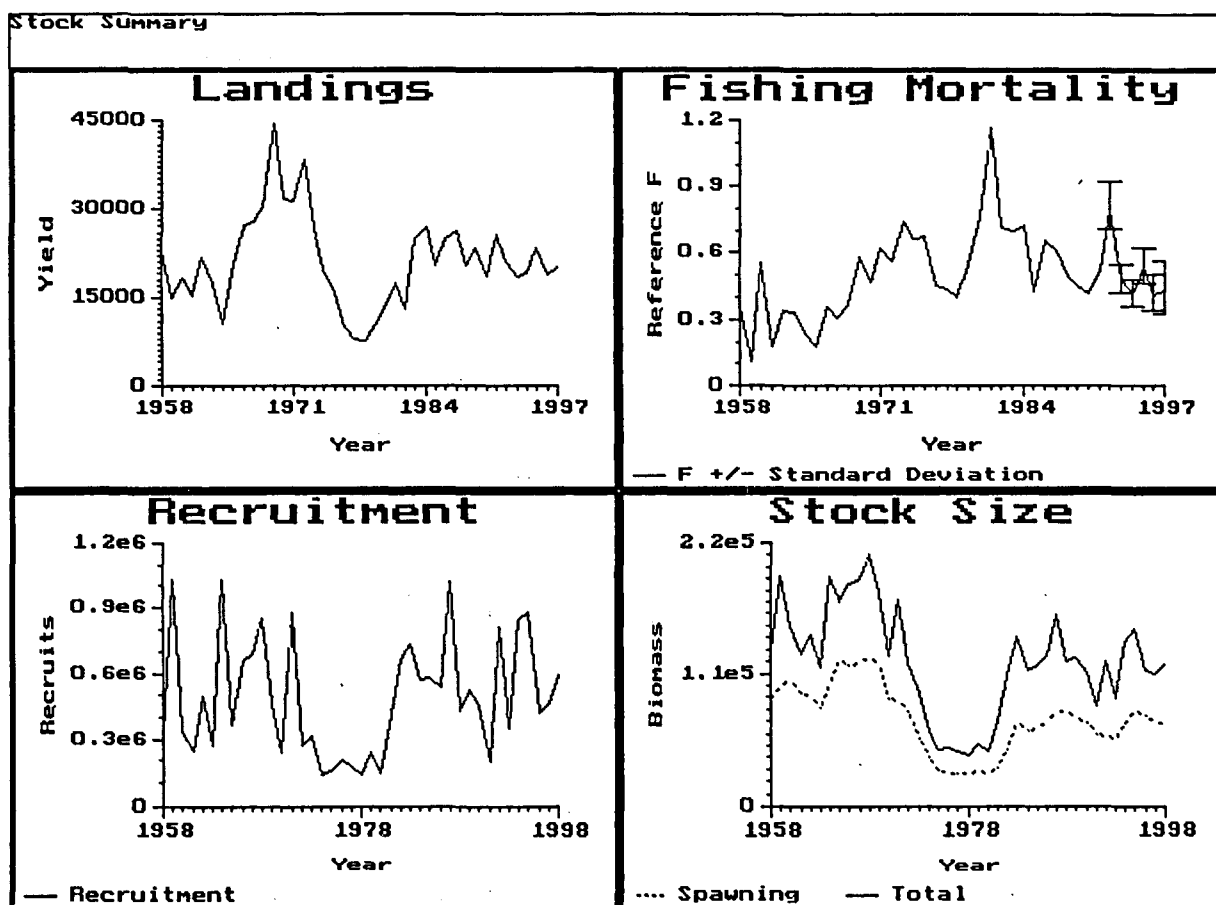 Stock Summary
Landings
45000
30000
15000
0
Yield
1958 1971 1984 1997
Year
Fishing Mortality
1.2
0.9
0.6
0.3
0
Reference F
1958 1971 1984 1997
Year
— F +/- Standard Deviation
Recruitment
1.2e6
0.9e6
0.6e6
0.3e6
0
Recruits
1958 1978 1998
Year
— Recruitment
Stock Size
2.2e5
1.1e5
0
Biomass
1958 1978 1998
Year
Spawning — Total